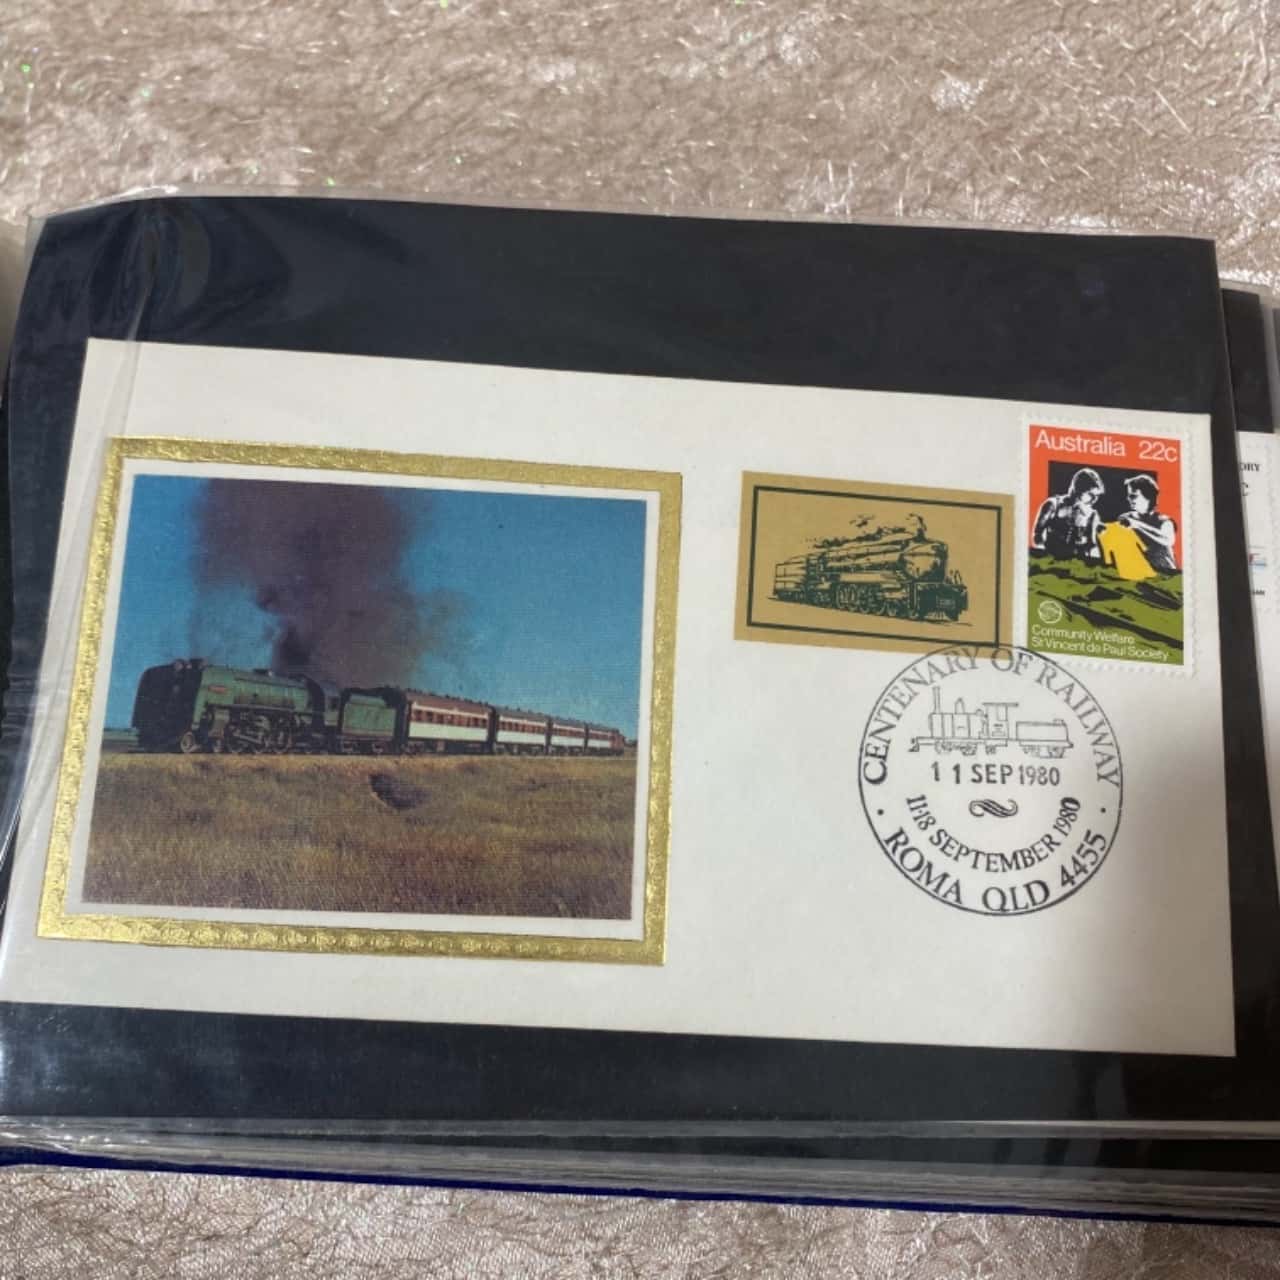 Australia 22c
Community Welfare
St Vincent de Paul Society
CENTENARY OF RAILWAY
11 SEP 1980
11-18 SEPTEMBER 1980
· ROMA QLD 4455 ·
ORY
C